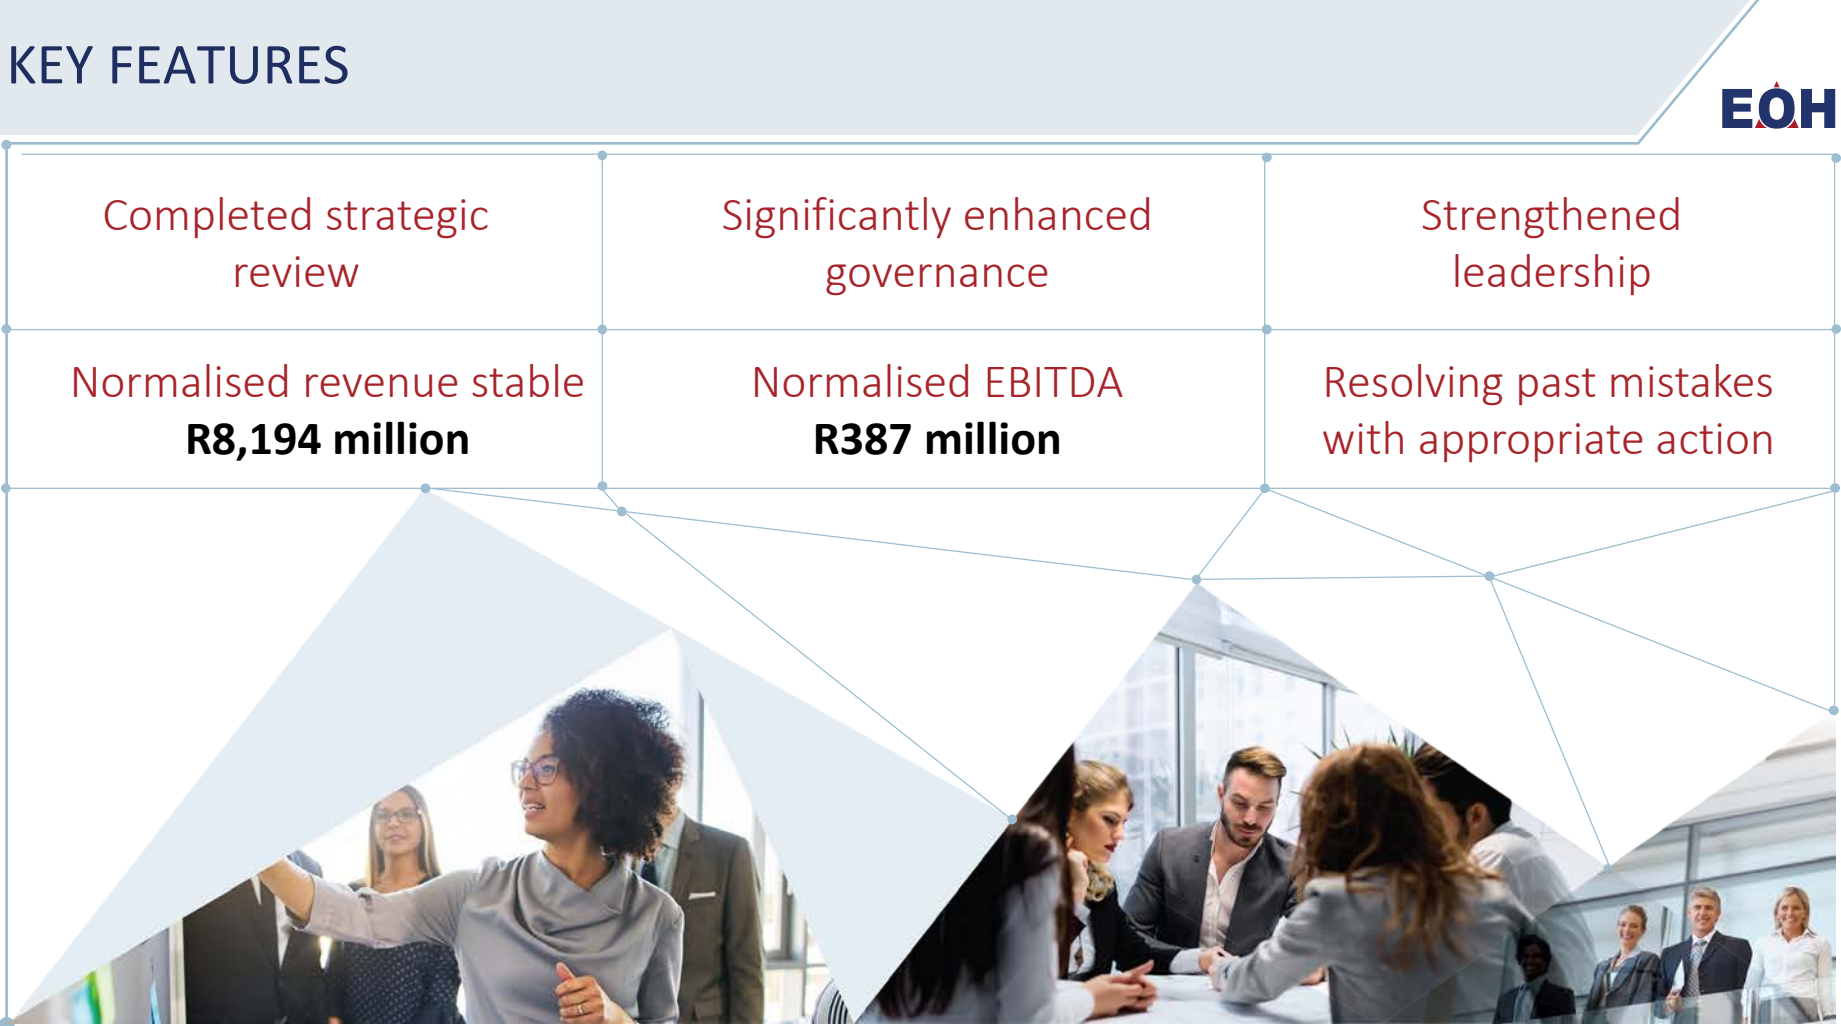 KEY FEATURES
EOH
Completed strategic
review
Significantly enhanced
governance
Strengthened
leadership
Normalised revenue stable
R8,194 million
Normalised EBITDA
R387 million
Resolving past mistakes
with appropriate action